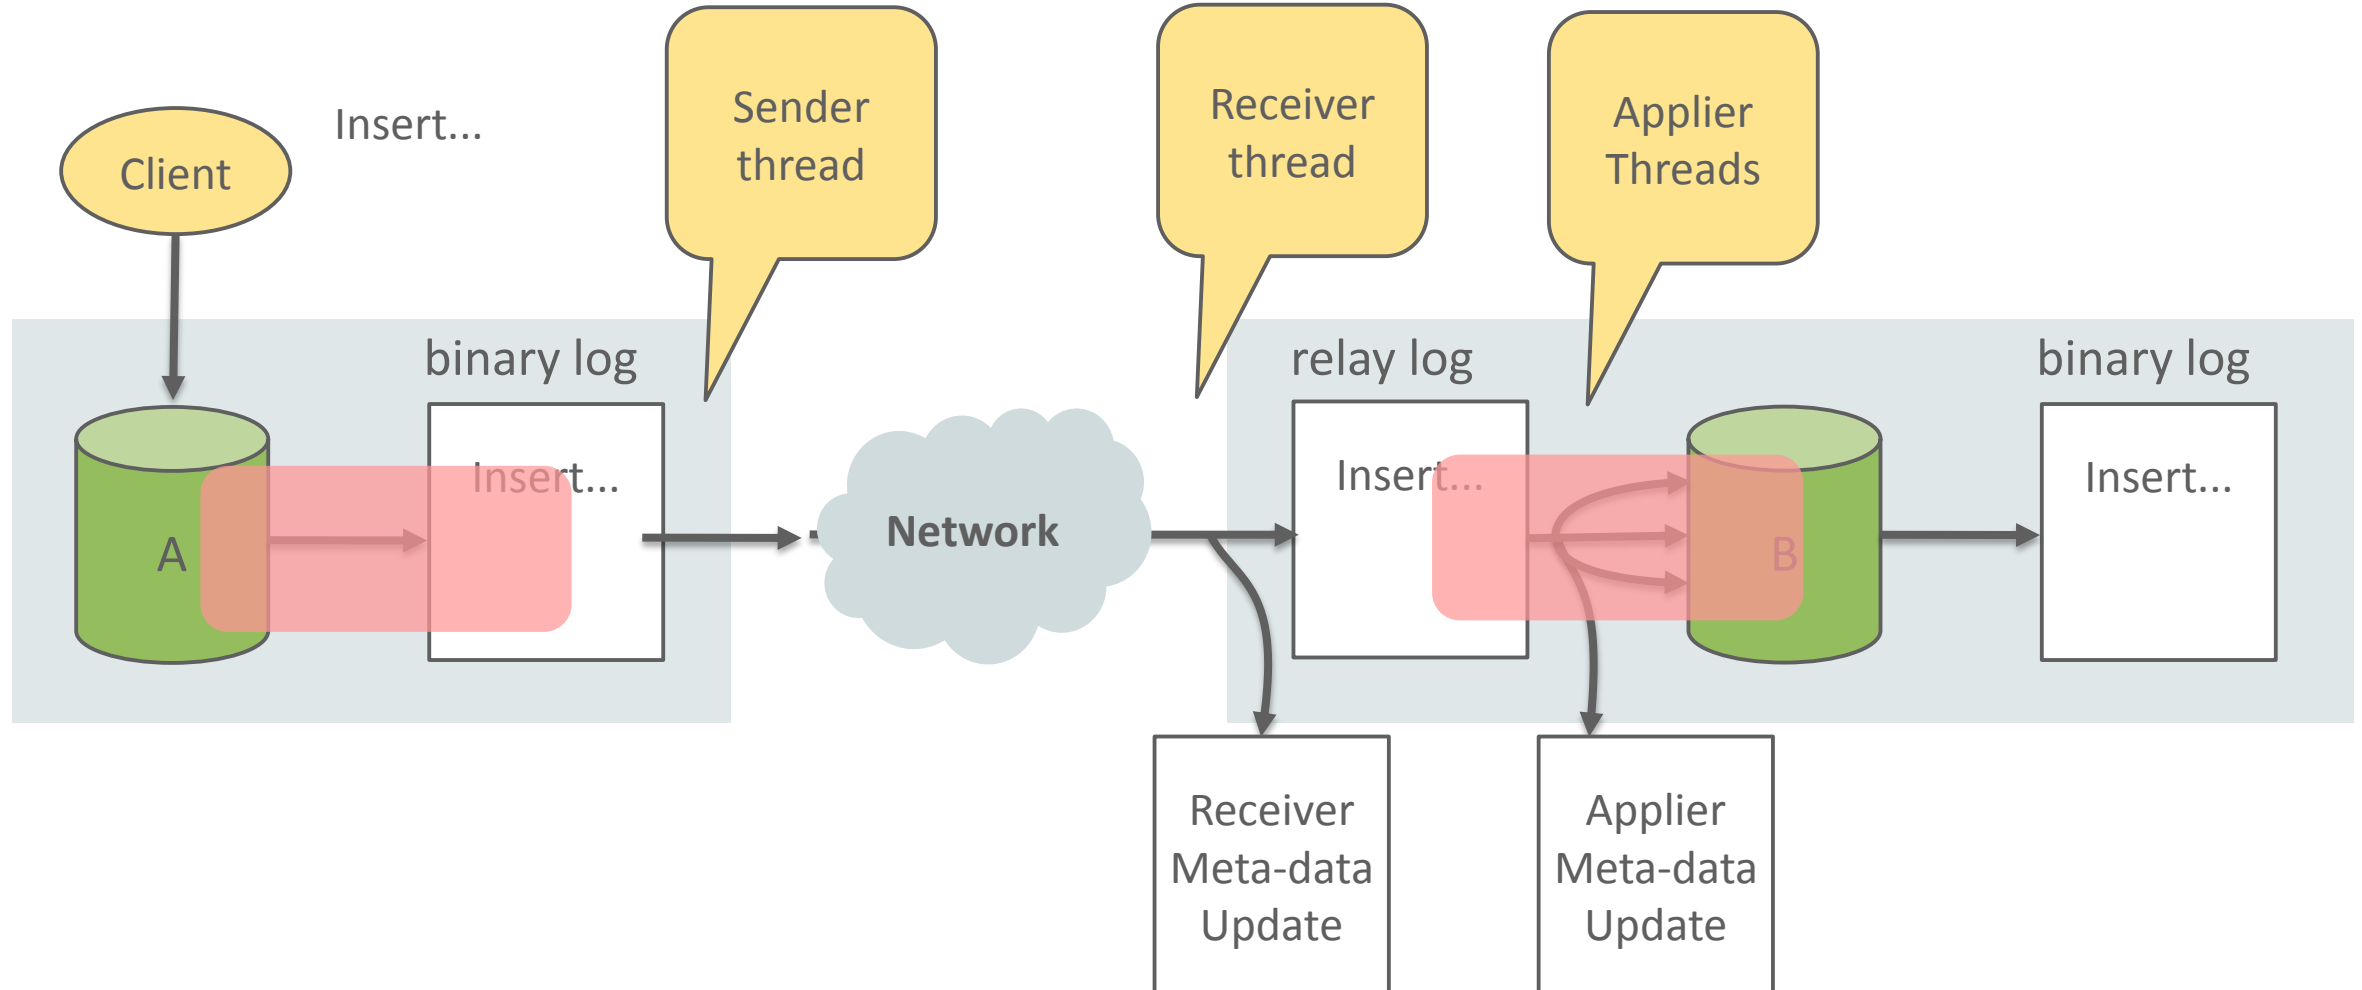 Client
Insert...
Sender
thread
Receiver
thread
Applier
Threads
binary log
Insert...
A
Network
relay log
Insert...
B
binary log
Insert...
Receiver
Meta-data
Update
Applier
Meta-data
Update